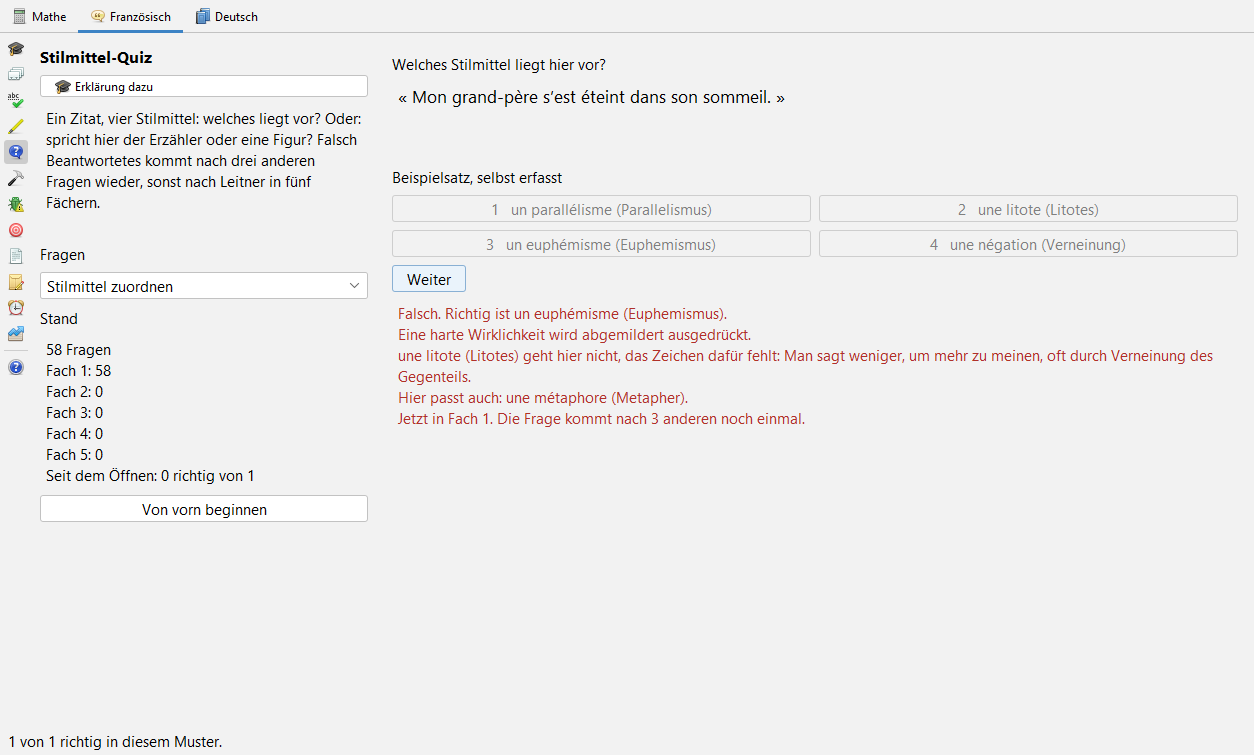 Mathe
Französisch
Deutsch
Stilmittel-Quiz
Erklärung dazu
Ein Zitat, vier Stilmittel: welches liegt vor? Oder:
spricht hier der Erzähler oder eine Figur? Falsch
Beantwortetes kommt nach drei anderen
Fragen wieder, sonst nach Leitner in fünf
Fächern.
Fragen
Stilmittel zuordnen
Stand
58 Fragen
Fach 1: 58
Fach 2: 0
Fach 3: 0
Fach 4: 0
Fach 5: 0
Seit dem Öffnen: 0 richtig von 1
Von vorn beginnen
Welches Stilmittel liegt hier vor?
« Mon grand-père s’est éteint dans son sommeil. »
Beispielsatz, selbst erfasst
1 un parallélisme (Parallelismus)
2 une litote (Litotes)
3 un euphémisme (Euphemismus)
4 une négation (Verneinung)
Weiter
Falsch. Richtig ist un euphémisme (Euphemismus).
Eine harte Wirklichkeit wird abgemildert ausgedrückt.
une litote (Litotes) geht hier nicht, das Zeichen dafür fehlt: Man sagt weniger, um mehr zu meinen, oft durch Verneinung des
Gegenteils.
Hier passt auch: une métaphore (Metapher).
Jetzt in Fach 1. Die Frage kommt nach 3 anderen noch einmal.
1 von 1 richtig in diesem Muster.